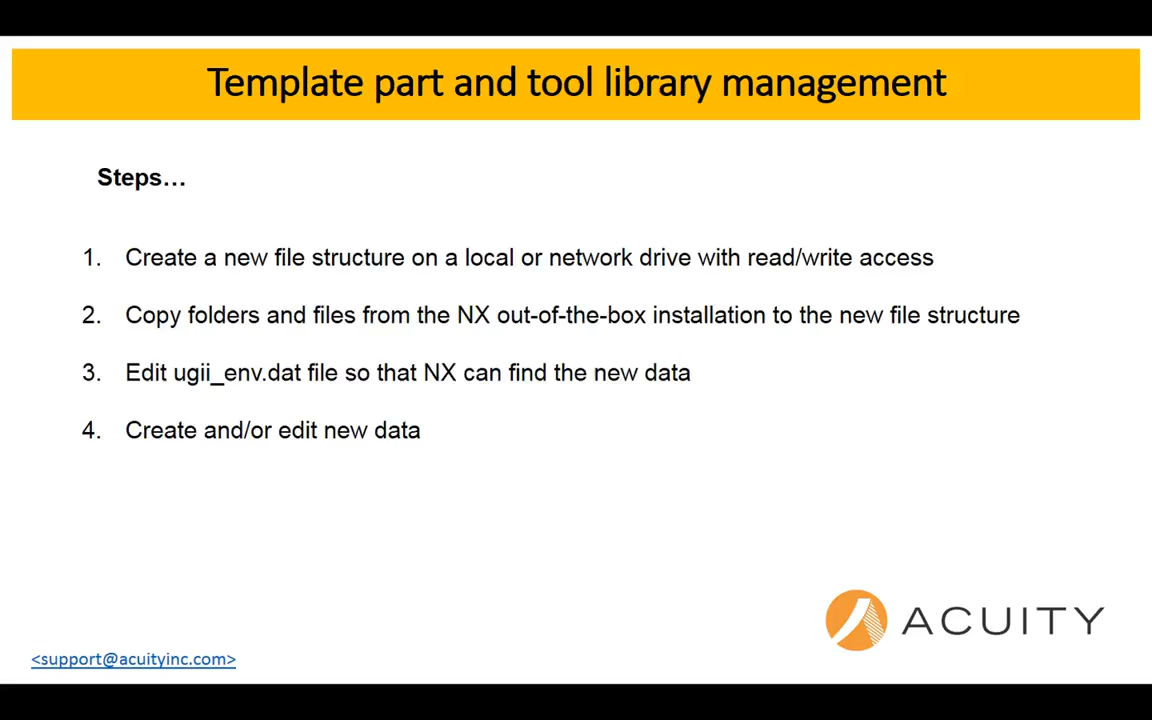 Template part and tool library management
Steps…
1. Create a new file structure on a local or network drive with read/write access
2. Copy folders and files from the NX out-of-the-box installation to the new file structure
3. Edit ugii_env.dat file so that NX can find the new data
4. Create and/or edit new data
ACUITY
<support@acuityinc.com>